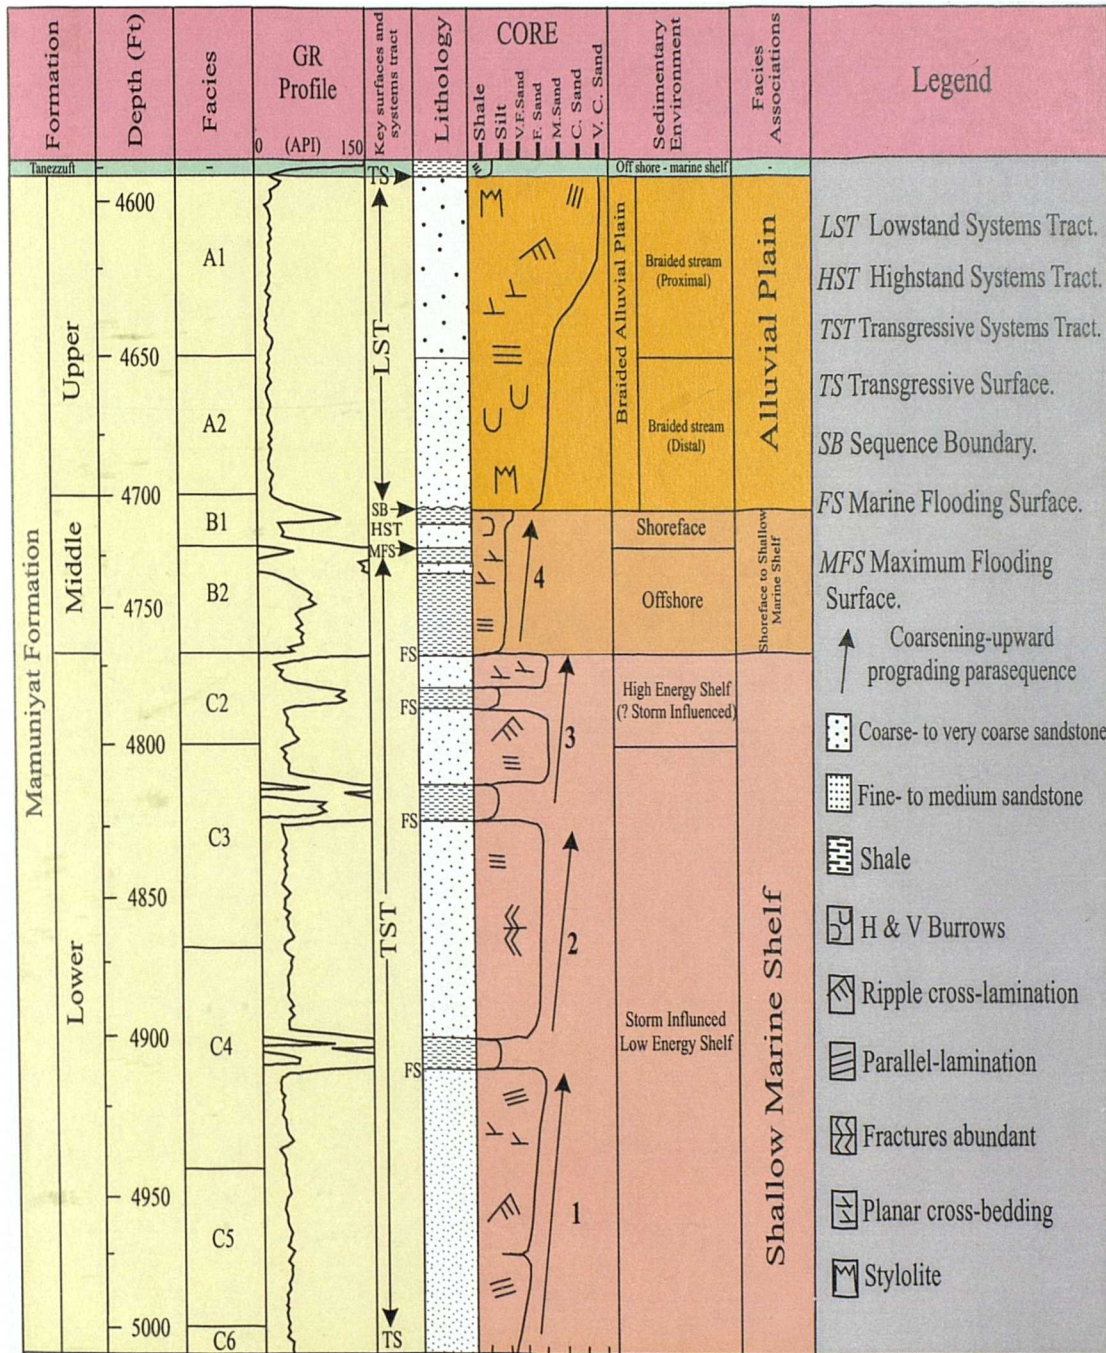 Formation
Depth (Ft)
Facies
GR
Profile
(API)
0
150
Key surfaces and
systems tract
Lithology
CORE
Shale
Silt
V.F.Sand
F. Sand
M.Sand
C. Sand
V. C. Sand
Sedimentary
Environment
Facies
Associations
Legend
Tanezzuft
-
-
TS
Off shore - marine shelf
-
Mamuniyat Formation
Upper
Middle
Lower
4600
4650
4700
4750
4800
4850
4900
4950
5000
A1
A2
B1
B2
C2
C3
C4
C5
C6
LST
SB
HST
MFS
FS
FS
FS
TST
FS
TS
4
3
2
1
Braided Alluvial Plain
Braided stream
(Proximal)
Braided stream
(Distal)
Shoreface
Offshore
High Energy Shelf
(? Storm Influenced)
Storm Influnced
Low Energy Shelf
Alluvial Plain
Shoreface to Shallow
Marine Shelf
Shallow Marine Shelf
LST Lowstand Systems Tract.
HST Highstand Systems Tract.
TST Transgressive Systems Tract.
TS Transgressive Surface.
SB Sequence Boundary.
FS Marine Flooding Surface.
MFS Maximum Flooding
Surface.
Coarsening-upward
prograding parasequence
Coarse- to very coarse sandstone
Fine- to medium sandstone
Shale
H & V Burrows
Ripple cross-lamination
Parallel-lamination
Fractures abundant
Planar cross-bedding
Stylolite